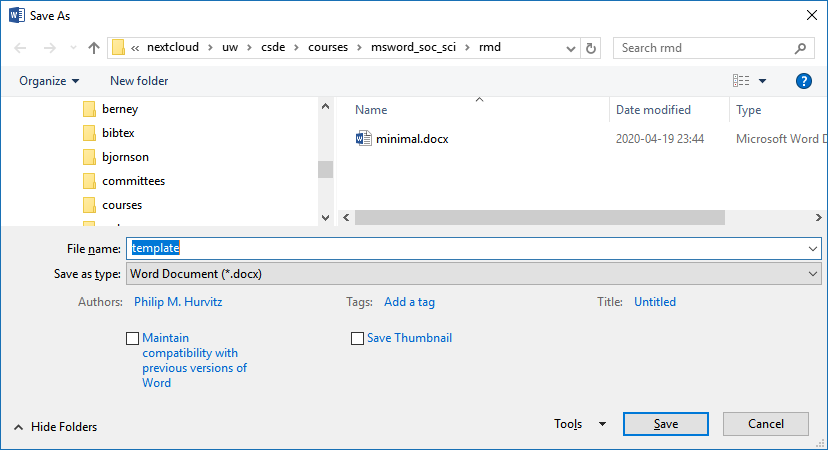 Save As
« nextcloud › uw › csde › courses › msword_soc_sci › rmd
Search rmd
Organize
New folder
?
berney
bibtex
bjornson
committees
courses
Name
Date modified
Type
minimal.docx
2020-04-19 23:44
Microsoft Word D
File name:
template
Save as type:
Word Document (*.docx)
Authors:
Philip M. Hurvitz
Tags:
Add a tag
Title:
Untitled
Maintain
compatibility with
previous versions of
Word
Save Thumbnail
Hide Folders
Tools
Save
Cancel